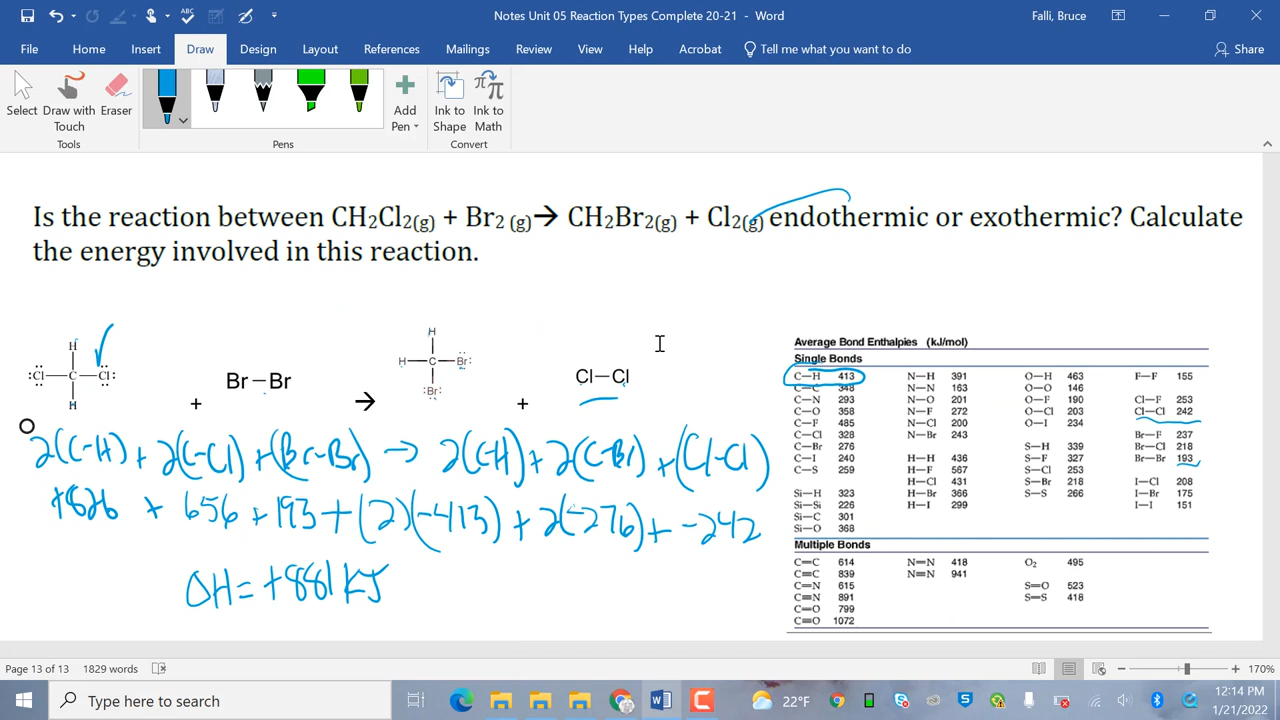 Notes Unit 05 Reaction Types Complete 20-21 - Word
Falli, Bruce
File Home Insert Draw Design Layout References Mailings Review View Help Acrobat Tell me what you want to do Share
Select Draw with Touch Eraser Add Pen Ink to Shape Ink to Math
Tools Pens Convert
Is the reaction between CH2Cl2(g) + Br2 (g)→ CH2Br2(g) + Cl2(g) endothermic or exothermic? Calculate
the energy involved in this reaction.
H
:Cl—C—Cl:
H
+
Br—Br
→
H
H—C—Br:
:Br:
+
Cl—Cl
2(C-H) + 2(C-Cl) + (Br-Br) → 2(C-H) + 2(C-Br) + (Cl-Cl)
+826 + 656 + 193 + (2)(-413) + 2(-276) + -242
ΔH = +881 KJ
Average Bond Enthalpies (kJ/mol)
Single Bonds
C—H 413 N—H 391 O—H 463 F—F 155
C—C 348 N—N 163 O—O 146
C—N 293 N—O 201 O—F 190 Cl—F 253
C—O 358 N—F 272 O—Cl 203 Cl—Cl 242
C—F 485 N—Cl 200 O—I 234
C—Cl 328 N—Br 243 Br—F 237
C—Br 276 S—H 339 Br—Cl 218
C—I 240 H—H 436 S—F 327 Br—Br 193
C—S 259 H—F 567 S—Cl 253
H—Cl 431 S—Br 218 I—Cl 208
Si—H 323 H—Br 366 S—S 266 I—Br 175
Si—Si 226 H—I 299 I—I 151
Si—C 301
Si—O 368
Multiple Bonds
C=C 614 N=N 418 O2 495
C≡C 839 N≡N 941
C=N 615 S=O 523
C≡N 891 S=S 418
C=O 799
C≡O 1072
Page 13 of 13 1829 words 170%
Type here to search 22°F 12:14 PM
1/21/2022